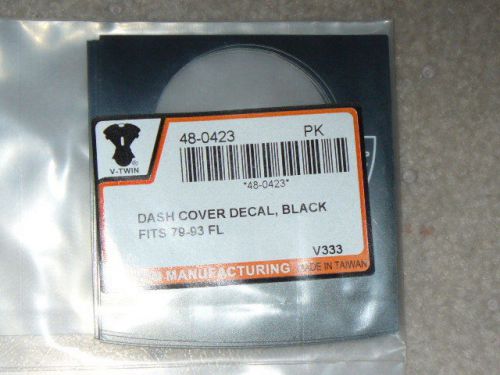 48-0423 PK
V-TWIN
®
*48-0423*
DASH COVER DECAL, BLACK
FITS 79-93 FL
V333
MANUFACTURING MADE IN TAIWAN